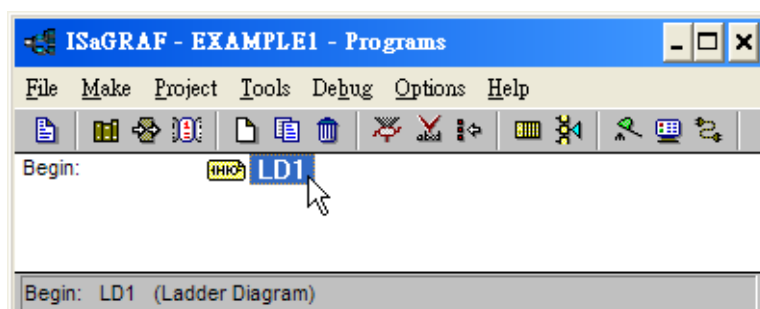 ISaGRAF - EXAMPLE1 - Programs
File Make Project Tools Debug Options Help
Begin: LD1
Begin: LD1 (Ladder Diagram)